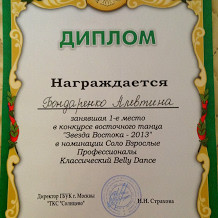 ДИПЛОМ
Награждается
Бондаренко Алевтина
занявшая 1-е место
в конкурсе восточного танца
"Звезда Востока - 2013"
в номинации Соло Взрослые
Профессионалы
Классический Belly Dance
Директор ГБУК г. Москвы
"ТКС "Солнцево"
Н.Н. Страхова